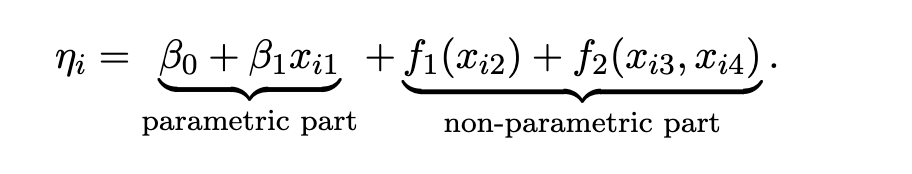 ηᵢ = β₀ + β₁xᵢ₁ + f₁(xᵢ₂) + f₂(xᵢ₃, xᵢ₄).
parametric part non-parametric part